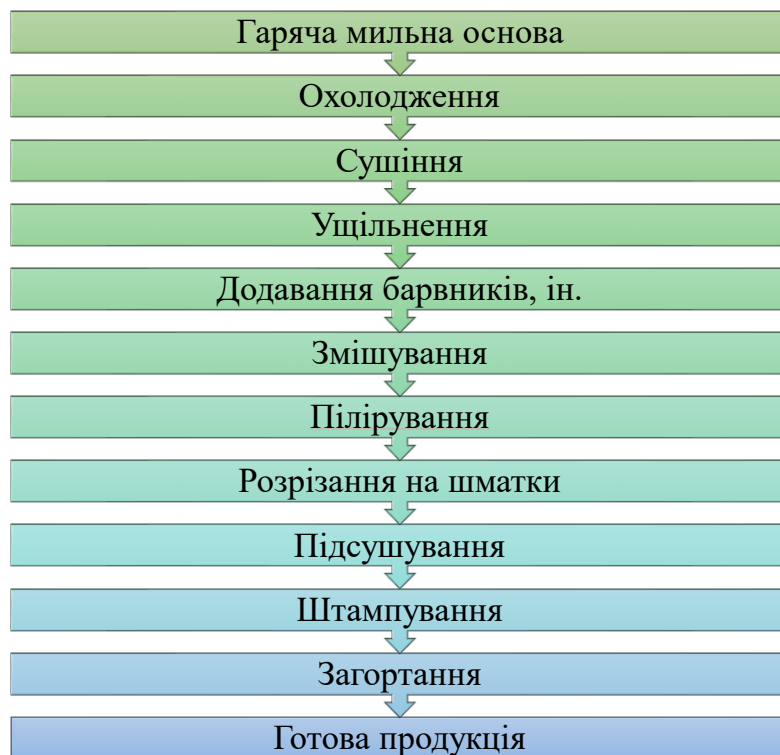 Гаряча мильна основа
Охолодження
Сушіння
Ущільнення
Додавання барвників, ін.
Змішування
Пілірування
Розрізання на шматки
Підсушування
Штампування
Загортання
Готова продукція